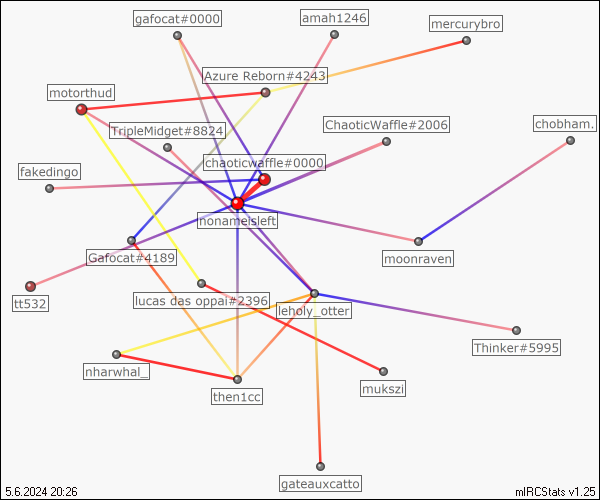 gafocat#0000
amah1246
mercurybro
Azure Reborn#4243
motorthud
TripleMidget#8824
ChaoticWaffle#2006
chobham.
chaoticwaffle#0000
fakedingo
nonameisleft
Gafocat#4189
moonraven
tt532
lucas das oppai#2396
leholy_otter
Thinker#5995
nharwhal_
mukszi
then1cc
gateauxcatto
5.6.2024 20:26
mIRCStats v1.25